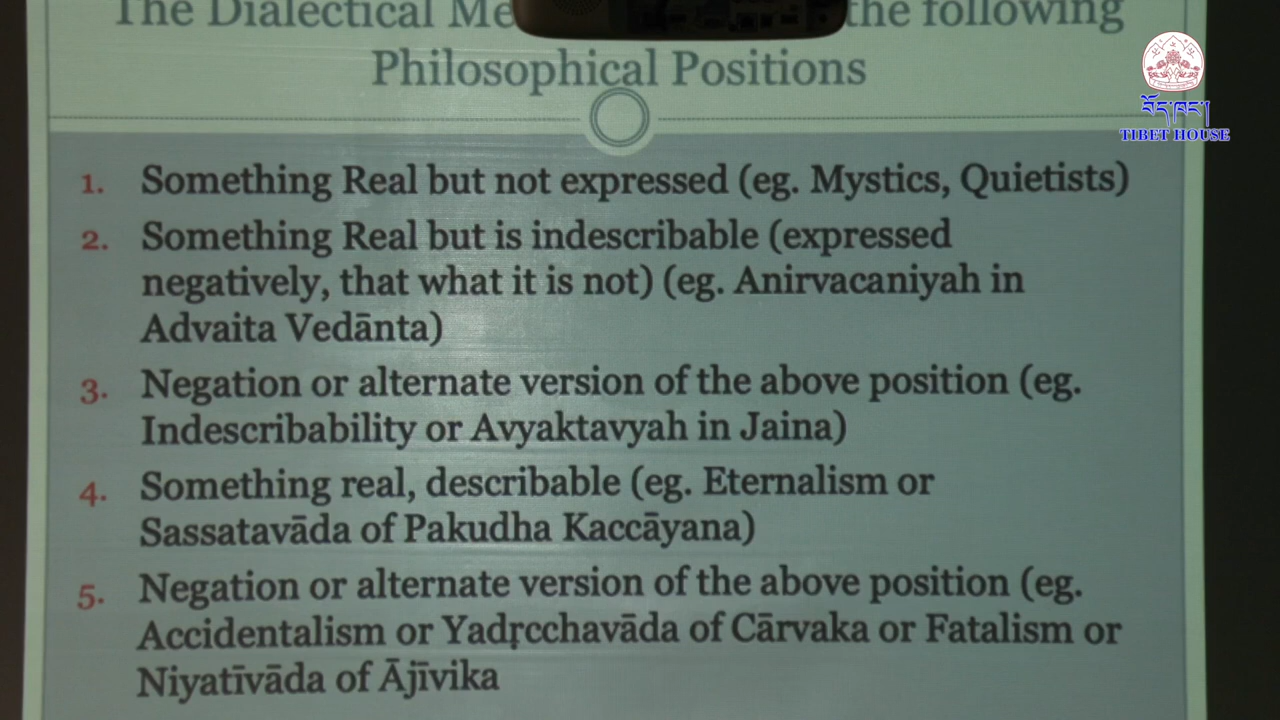 The Dialectical the following
Philosophical Positions
བོད་ཁང་།
TIBET HOUSE
1. Something Real but not expressed (eg. Mystics, Quietists)
2. Something Real but is indescribable (expressed
negatively, that what it is not) (eg. Anirvacaniyah in
Advaita Vedānta)
3. Negation or alternate version of the above position (eg.
Indescribability or Avyaktavyah in Jaina)
4. Something real, describable (eg. Eternalism or
Sassatavāda of Pakudha Kaccāyana)
5. Negation or alternate version of the above position (eg.
Accidentalism or Yadṛcchavāda of Cārvaka or Fatalism or
Niyatīvāda of Ājīvika